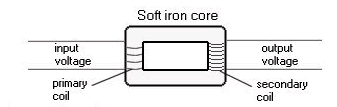 Soft iron core
input
voltage
output
voltage
primary
coil
secondary
coil